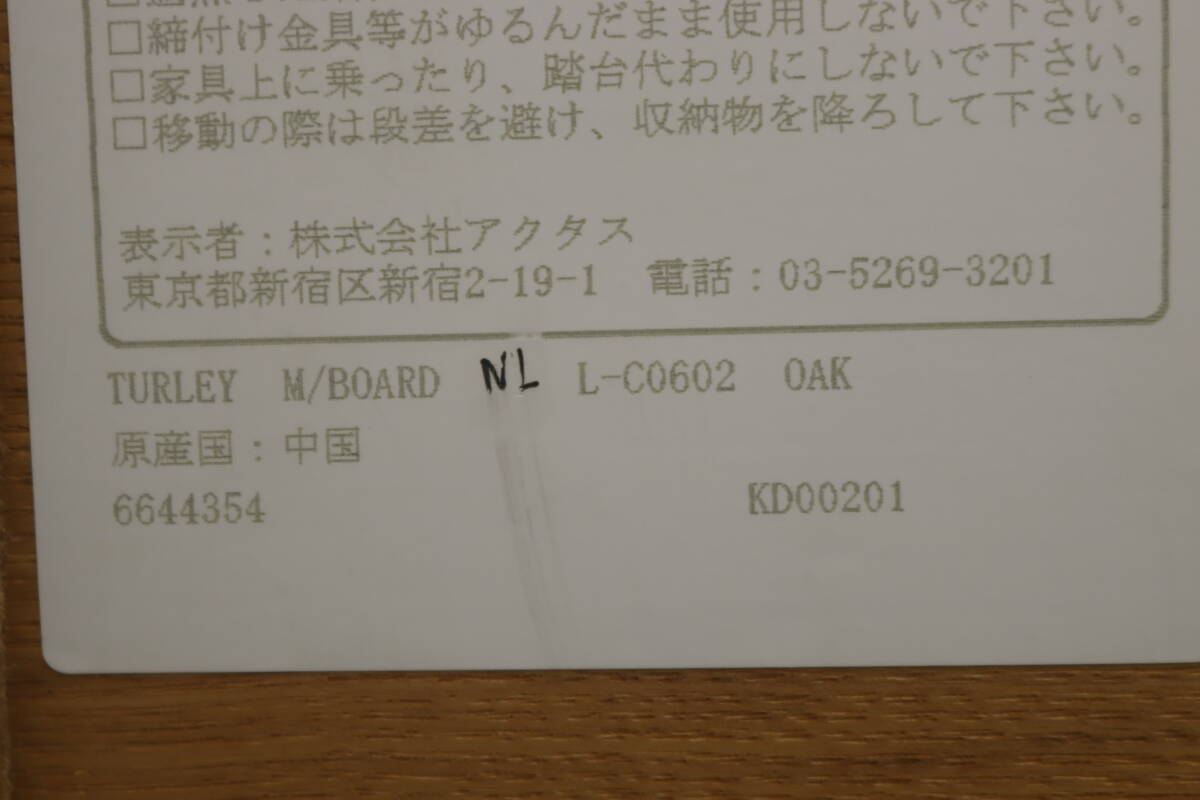 □締付け金具等がゆるんだまま使用しないで下さい。
□家具上に乗ったり、踏台代わりにしないで下さい。
□移動の際は段差を避け、収納物を降ろして下さい。
表示者：株式会社アクタス
東京都新宿区新宿2-19-1 電話：03-5269-3201
TURLEY M/BOARD NL L-C0602 OAK
原産国：中国
6644354 KD00201